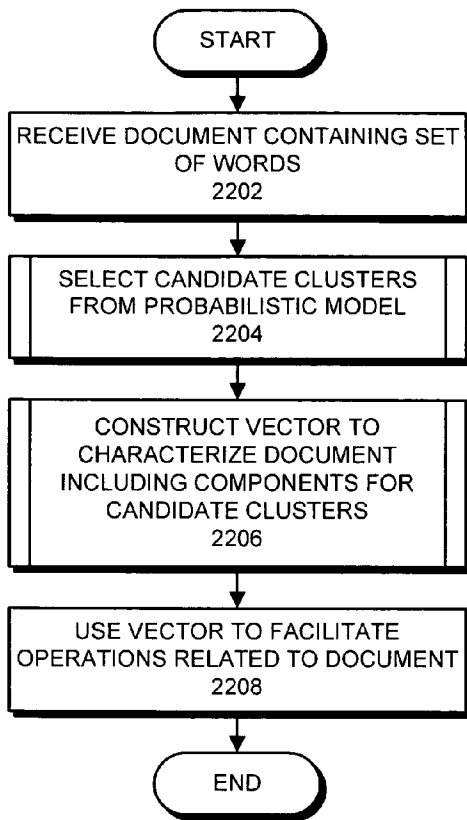 START
RECEIVE DOCUMENT CONTAINING SET
OF WORDS
2202
SELECT CANDIDATE CLUSTERS
FROM PROBABILISTIC MODEL
2204
CONSTRUCT VECTOR TO
CHARACTERIZE DOCUMENT
INCLUDING COMPONENTS FOR
CANDIDATE CLUSTERS
2206
USE VECTOR TO FACILITATE
OPERATIONS RELATED TO DOCUMENT
2208
END